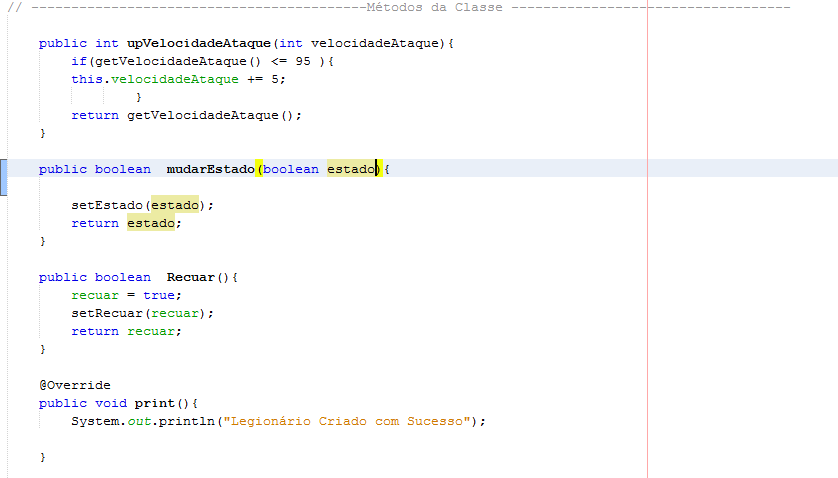 // ------------------------------------------Métodos da Classe -----------------------------------
public int upVelocidadeAtaque(int velocidadeAtaque){
if(getVelocidadeAtaque() <= 95 ){
this.velocidadeAtaque += 5;
}
return getVelocidadeAtaque();
}
public boolean  mudarEstado(boolean estado){
setEstado(estado);
return estado;
}
public boolean  Recuar(){
recuar = true;
setRecuar(recuar);
return recuar;
}
@Override
public void print(){
System.out.println("Legionário Criado com Sucesso");
}